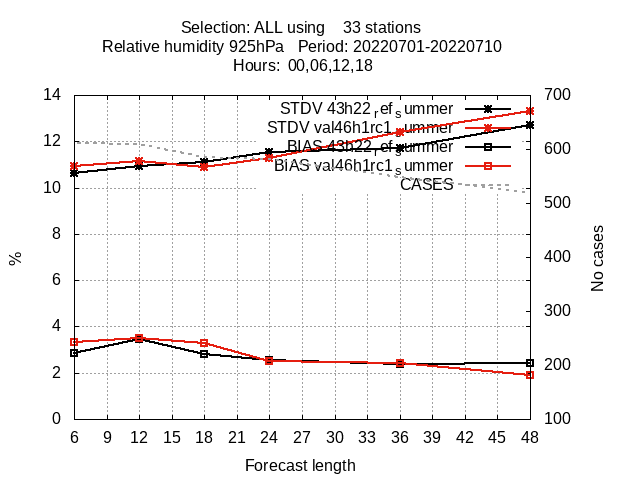 Selection: ALL using    33 stations
Relative humidity 925hPa   Period: 20220701-20220710
Hours:  00,06,12,18
STDV 43h22_ref_summer
STDV val46h1rc1_summer
BIAS 43h22_ref_summer
BIAS val46h1rc1_summer
CASES
14
12
10
8
6
4
2
0
%
700
600
500
400
300
200
100
No cases
6 9 12 15 18 21 24 27 30 33 36 39 42 45 48
Forecast length